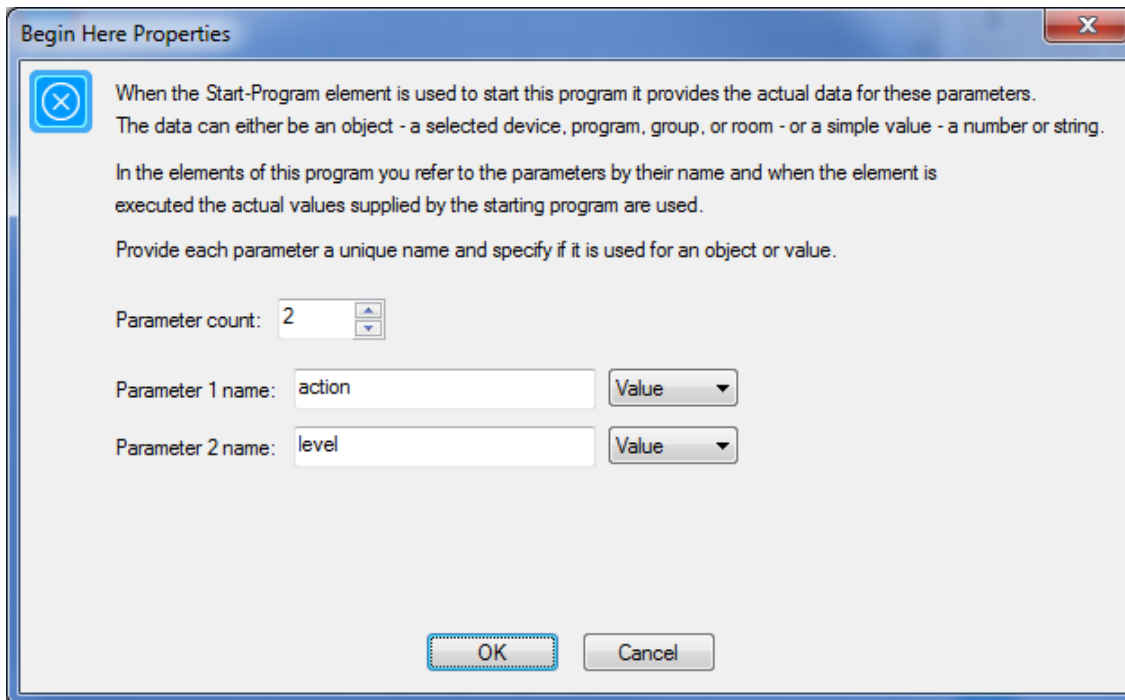 Begin Here Properties
When the Start-Program element is used to start this program it provides the actual data for these parameters.
The data can either be an object - a selected device, program, group, or room - or a simple value - a number or string.
In the elements of this program you refer to the parameters by their name and when the element is
executed the actual values supplied by the starting program are used.
Provide each parameter a unique name and specify if it is used for an object or value.
Parameter count: 2
Parameter 1 name: action Value
Parameter 2 name: level Value
OK Cancel